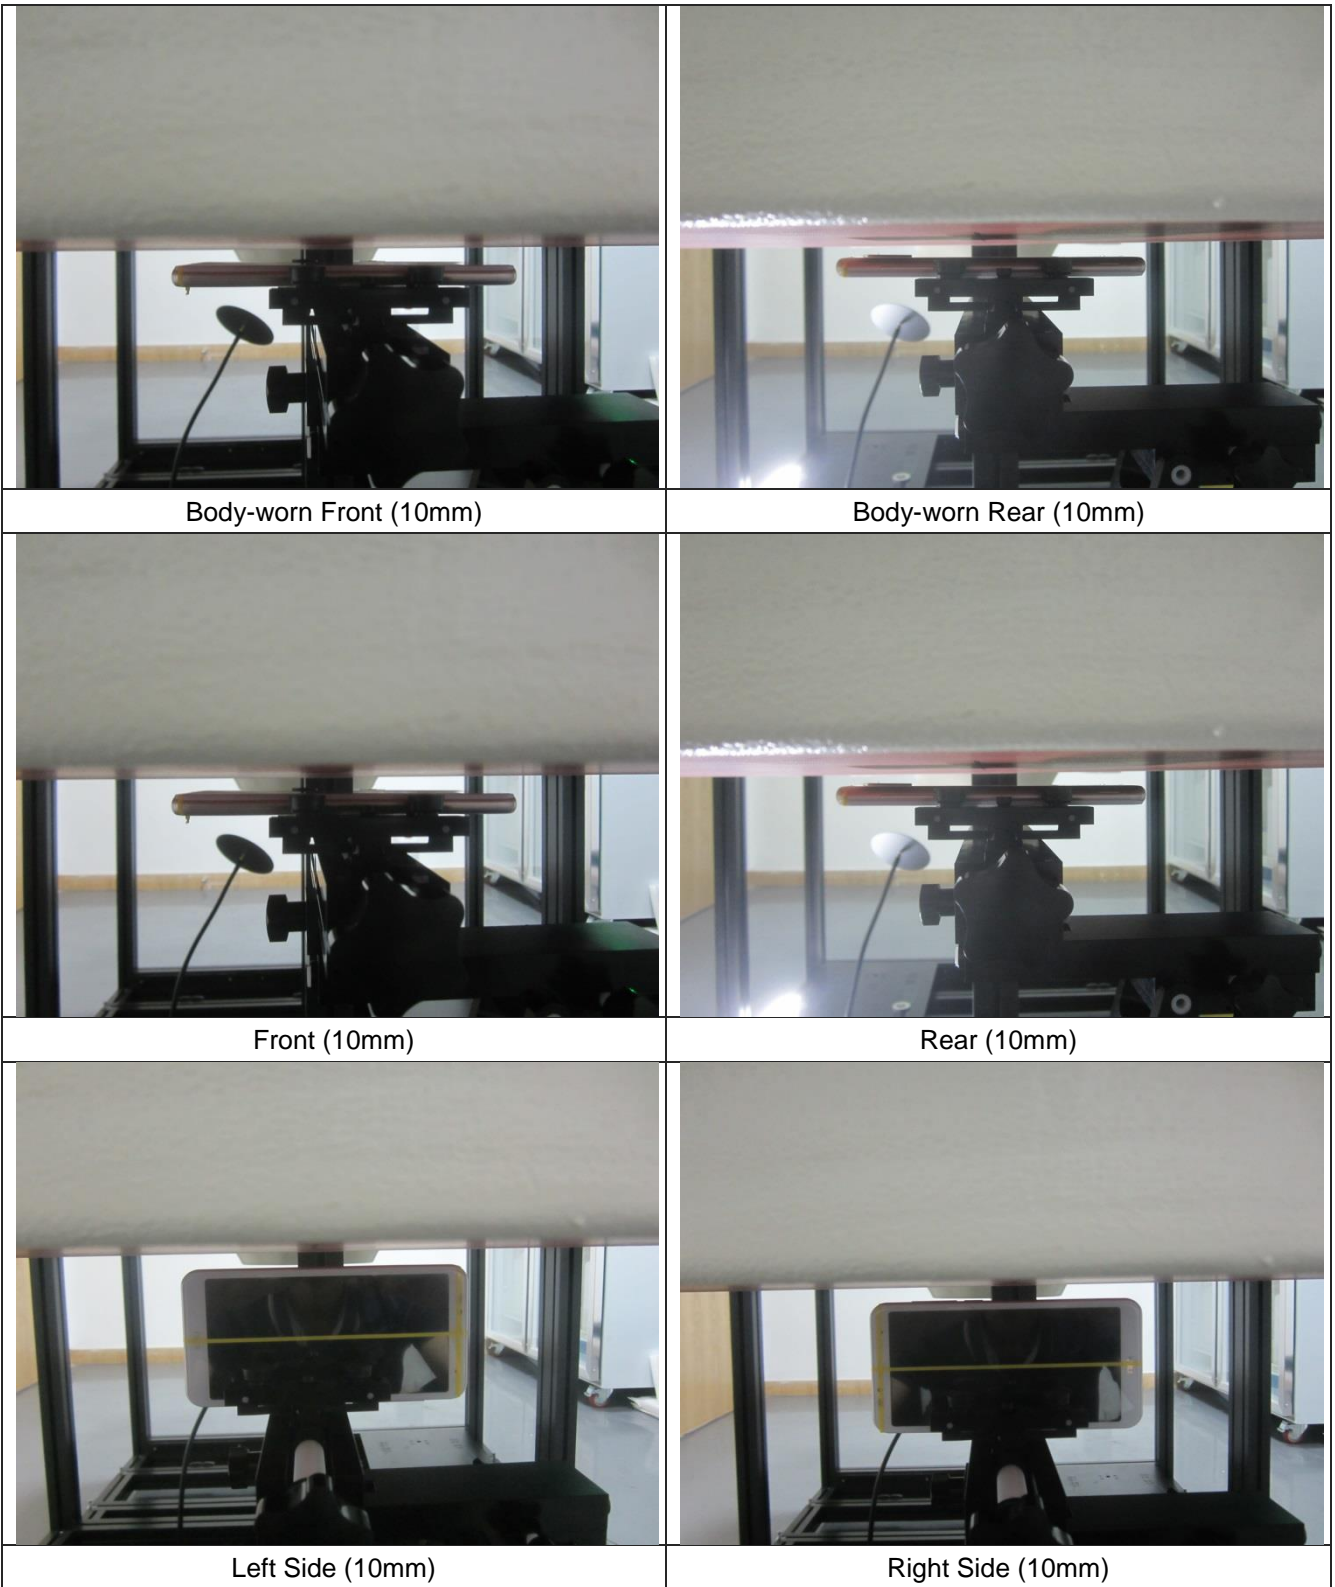 Body-worn Front (10mm)
Body-worn Rear (10mm)
Front (10mm)
Rear (10mm)
Left Side (10mm)
Right Side (10mm)